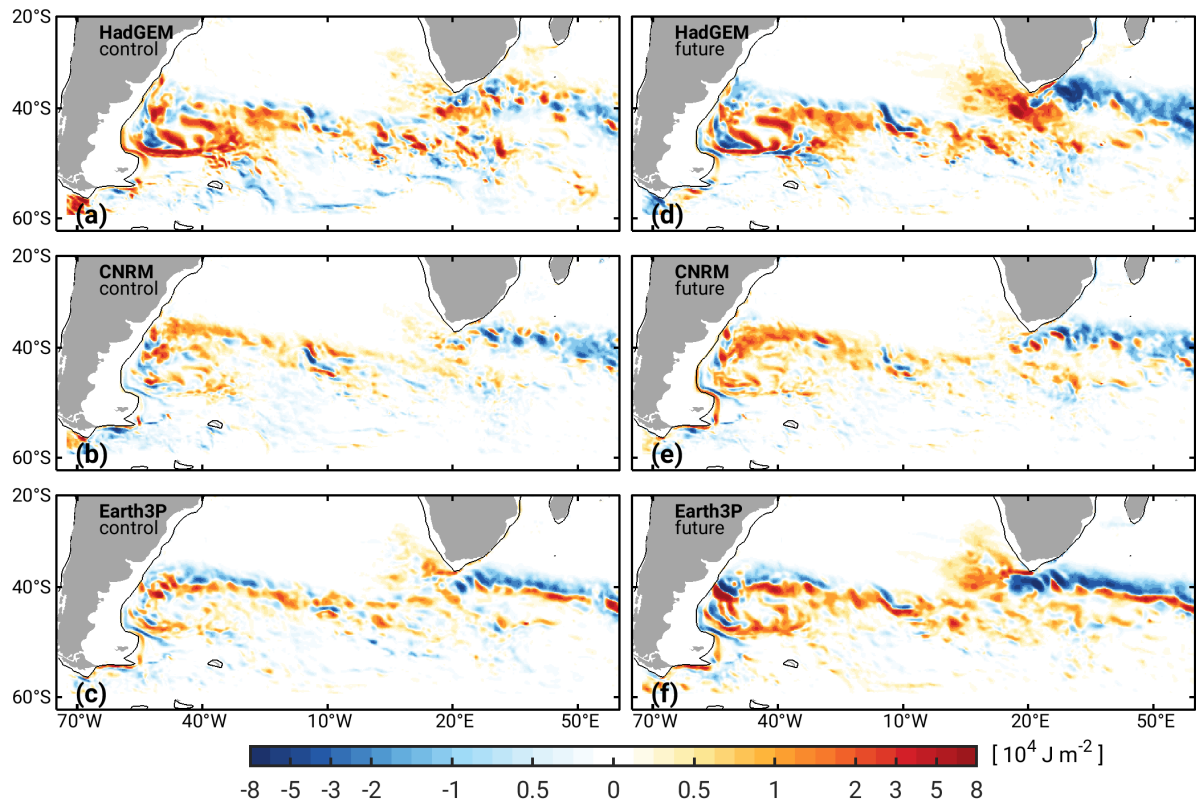 20°S
HadGEM
control
40°S
60°S
(a)
HadGEM
future
(d)
20°S
CNRM
control
40°S
60°S
(b)
CNRM
future
(e)
20°S
Earth3P
control
40°S
60°S
(c)
Earth3P
future
(f)
70°W 40°W 10°W 20°E 50°E
70°W 40°W 10°W 20°E 50°E
[ 10⁴ J m⁻² ]
-8 -5 -3 -2 -1 0.5 0 0.5 1 2 3 5 8